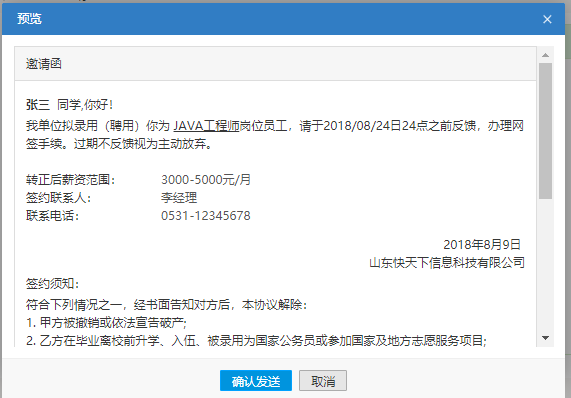 预览
×
邀请函
张三 同学,你好!
我单位拟录用（聘用）你为 JAVA工程师岗位员工，请于2018/08/24日24点之前反馈，办理网
签手续。过期不反馈视为主动放弃。
转正后薪资范围： 3000-5000元/月
签约联系人： 李经理
联系电话： 0531-12345678
2018年8月9日
山东快天下信息科技有限公司
签约须知：
符合下列情况之一，经书面告知对方后，本协议解除：
1. 甲方被撤销或依法宣告破产;
2. 乙方在毕业离校前升学、入伍、被录用为国家公务员或参加国家及地方志愿服务项目;
确认发送 取消